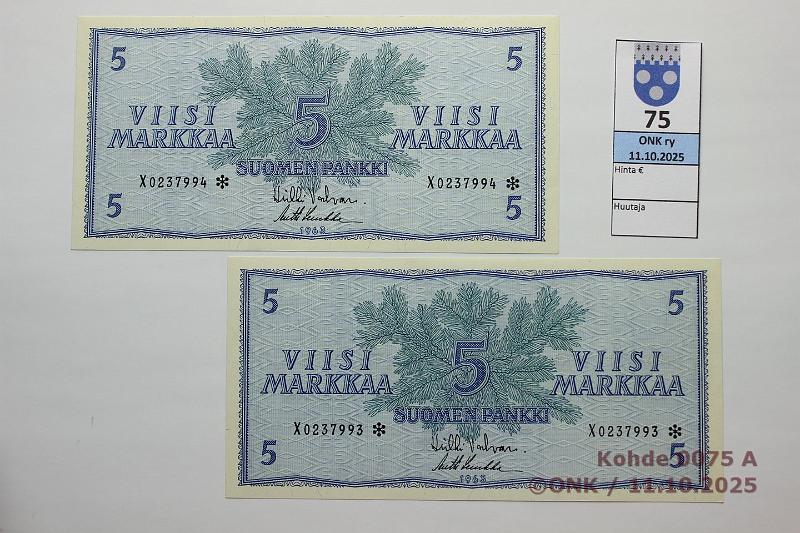 5 5
VIISI VIISI
MARKKAA 5 MARKKAA
SUOMEN PANKKI
X0237994 * X0237994 *
5 5
1963
75
ONK ry
11.10.2025
Hinta €
Huutaja
5 5
VIISI VIISI
MARKKAA 5 MARKKAA
SUOMEN PANKKI
X0237993 * X0237993 *
5 5
1963
Kohde 0075 A
©ONK / 11.10.2025